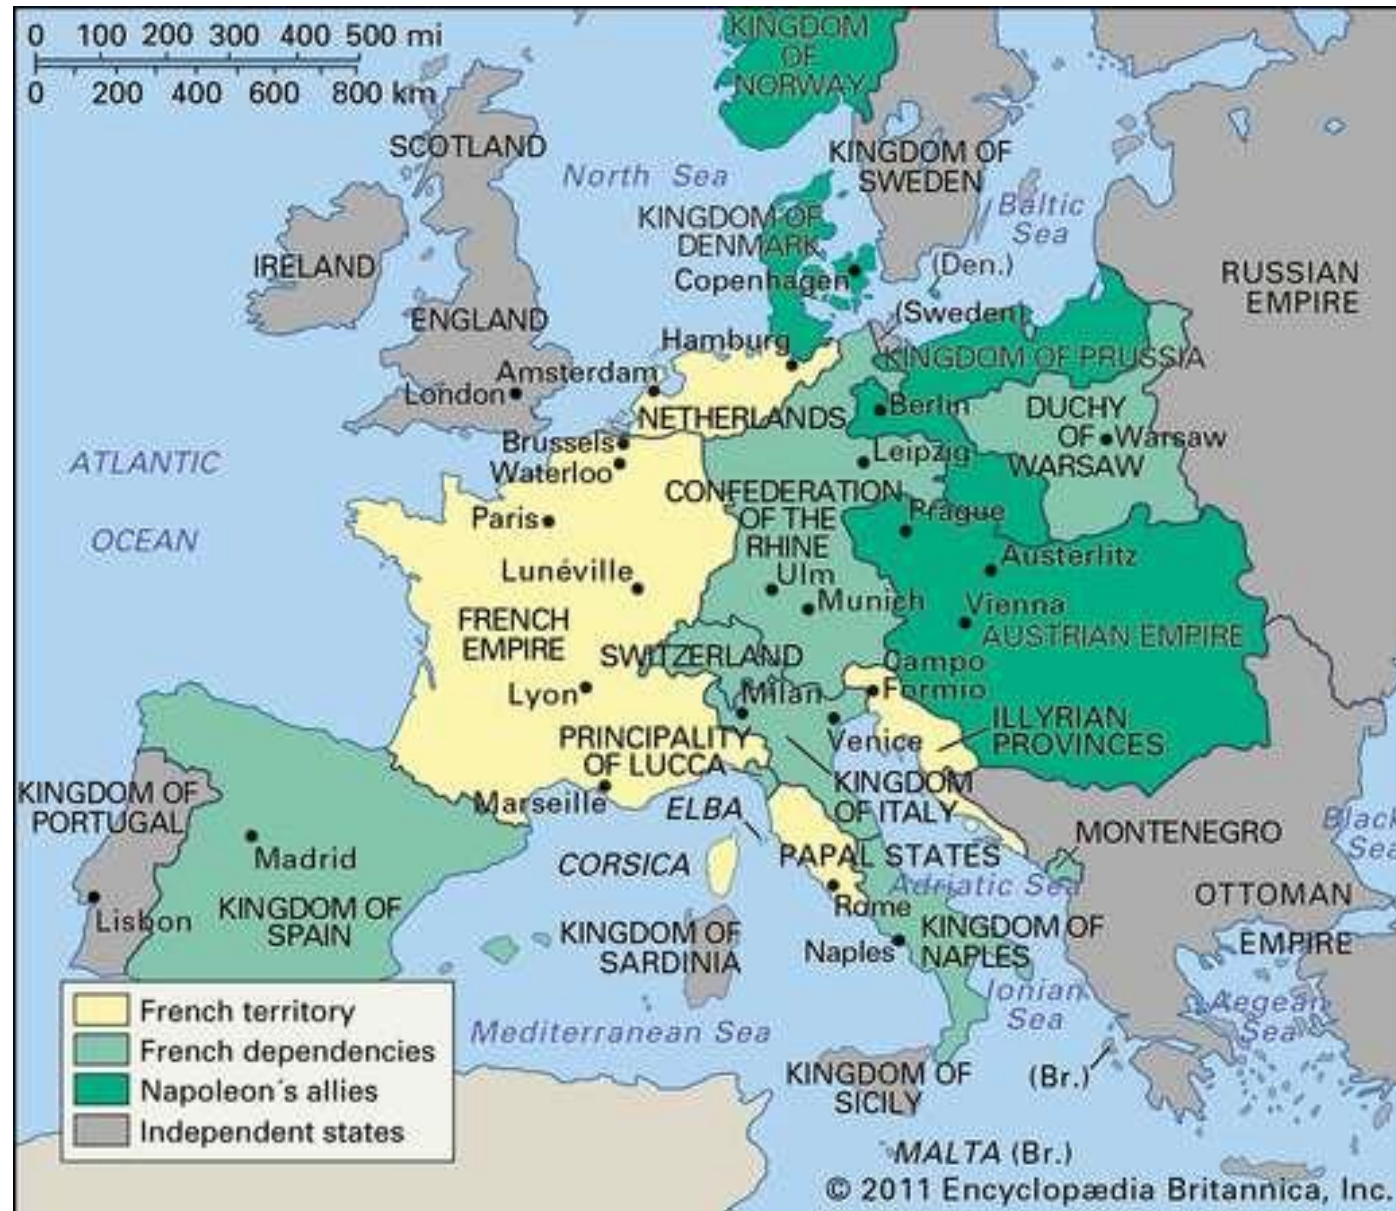 0 100 200 300 400 500 mi
0 200 400 600 800 km
KINGDOM
OF
NORWAY
SCOTLAND
North Sea
KINGDOM OF
SWEDEN
Baltic
Sea
KINGDOM OF
DENMARK
Copenhagen
(Den.)
IRELAND
RUSSIAN
EMPIRE
ENGLAND
(Sweden)
Hamburg
KINGDOM OF PRUSSIA
Amsterdam
London
NETHERLANDS
Berlin
DUCHY
OF
WARSAW
Warsaw
Brussels
Waterloo
Leipzig
ATLANTIC
OCEAN
CONFEDERATION
OF THE
RHINE
Paris
Prague
Lunéville
Ulm
Austerlitz
Munich
Vienna
FRENCH
EMPIRE
AUSTRIAN EMPIRE
SWITZERLAND
Campo
Formio
Lyon
Milan
ILLYRIAN
PROVINCES
PRINCIPALITY
OF LUCCA
Venice
KINGDOM OF
PORTUGAL
Marseille
ELBA
KINGDOM
OF ITALY
Black
Sea
MONTENEGRO
Madrid
CORSICA
PAPAL STATES
Adriatic Sea
OTTOMAN
EMPIRE
Lisbon
KINGDOM OF
SPAIN
Rome
KINGDOM OF
SARDINIA
Naples
KINGDOM OF
NAPLES
Ionian
Sea
Aegean
Sea
French territory
French dependencies
Napoleon's allies
Independent states
Mediterranean Sea
KINGDOM OF
SICILY
(Br.)
MALTA (Br.)
© 2011 Encyclopædia Britannica, Inc.